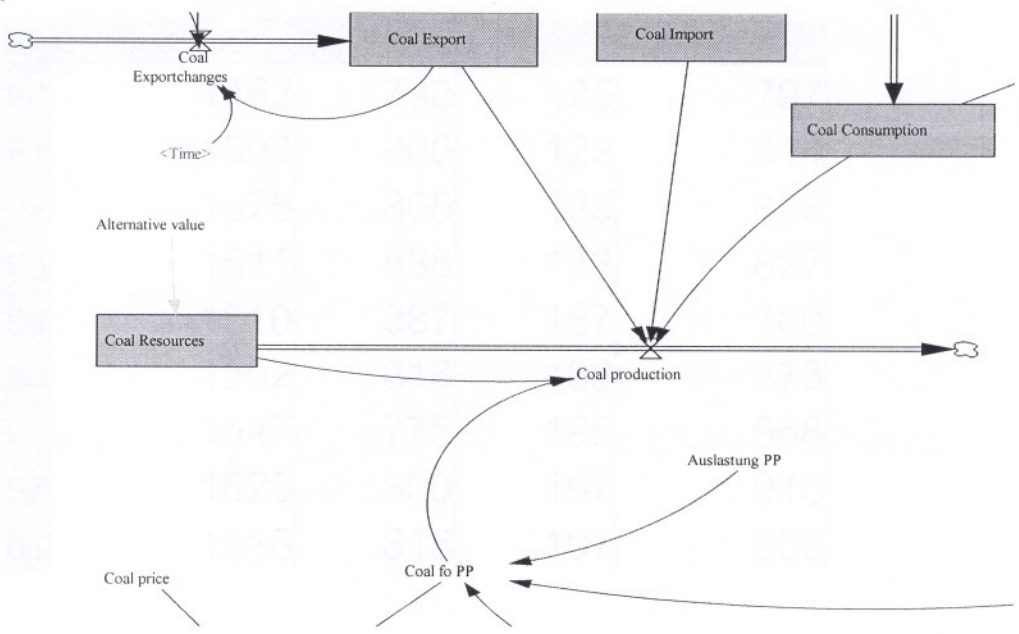 Coal Export
Coal Import
Coal
Exportchanges
Coal Consumption
<Time>
Alternative value
Coal Resources
Coal production
Auslastung PP
Coal fo PP
Coal price